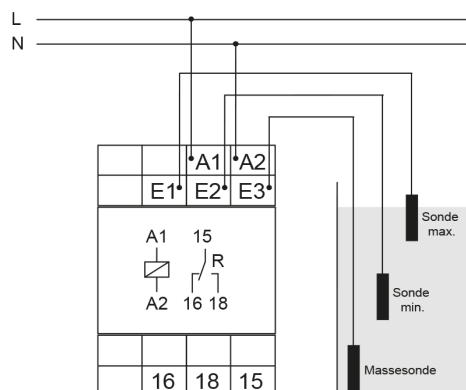 L
N
A1 A2
E1 E2 E3
A1 15
R
A2 16 18
Sonde
max.
Sonde
min.
Massesonde
16 18 15